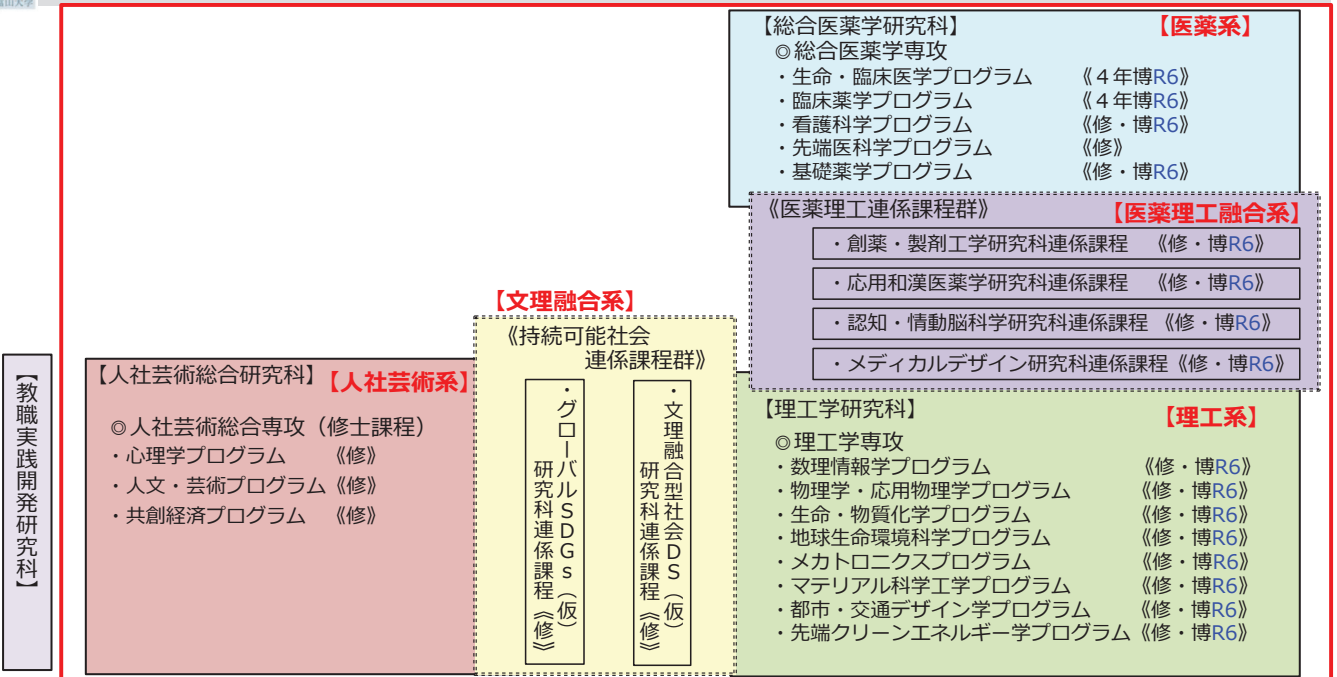 【総合医薬学研究科】 【医薬系】
◎総合医薬学専攻
・生命・臨床医学プログラム 《４年博R6》
・臨床薬学プログラム 《４年博R6》
・看護科学プログラム 《修・博R6》
・先端医科学プログラム 《修》
・基礎薬学プログラム 《修・博R6》
《医薬理工連係課程群》 【医薬理工融合系】
・創薬・製剤工学研究科連係課程 《修・博R6》
・応用和漢医薬学研究科連係課程 《修・博R6》
・認知・情動脳科学研究科連係課程 《修・博R6》
・メディカルデザイン研究科連係課程《修・博R6》
【文理融合系】
《持続可能社会
連係課程群》
・文理融合型社会ＤＳ（仮）
研究科連係課程《修》
・グローバルＳＤＧｓ（仮）
研究科連係課程《修》
【人社芸術総合研究科】【人社芸術系】
◎人社芸術総合専攻（修士課程）
・心理学プログラム 《修》
・人文・芸術プログラム《修》
・共創経済プログラム 《修》
【理工学研究科】 【理工系】
◎理工学専攻
・数理情報学プログラム 《修・博R6》
・物理学・応用物理学プログラム 《修・博R6》
・生命・物質化学プログラム 《修・博R6》
・地球生命環境科学プログラム 《修・博R6》
・メカトロニクスプログラム 《修・博R6》
・マテリアル科学工学プログラム 《修・博R6》
・都市・交通デザイン学プログラム 《修・博R6》
・先端クリーンエネルギー学プログラム《修・博R6》
【教職実践開発研究科】